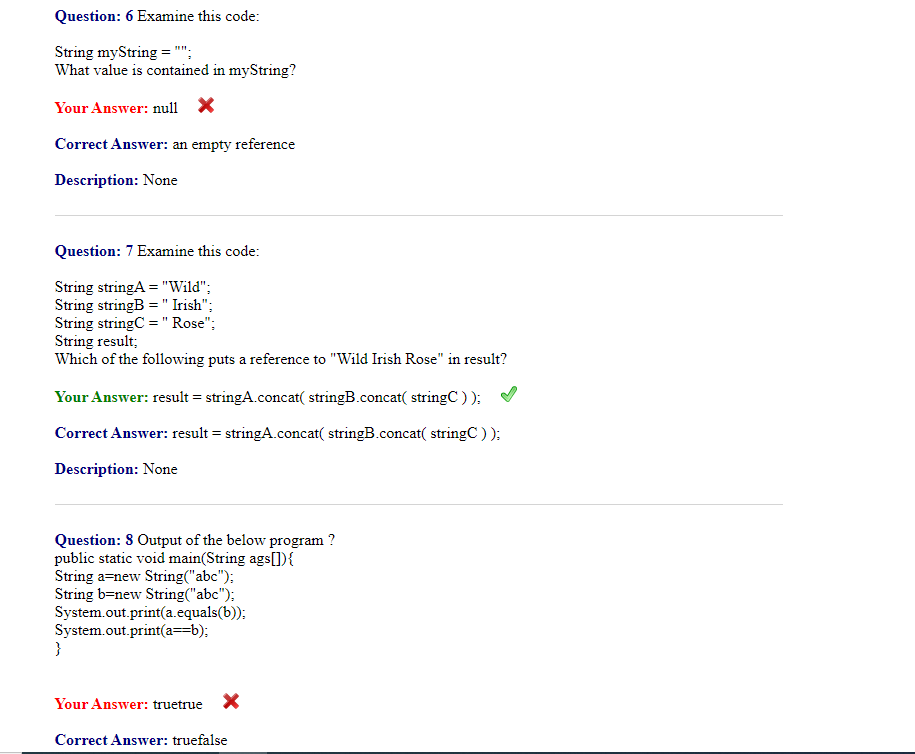 Question: 6 Examine this code:
String myString = "";
What value is contained in myString?
Your Answer: null
Correct Answer: an empty reference
Description: None
Question: 7 Examine this code:
String stringA = "Wild";
String stringB = " Irish";
String stringC = " Rose";
String result;
Which of the following puts a reference to "Wild Irish Rose" in result?
Your Answer: result = stringA.concat( stringB.concat( stringC ) );
Correct Answer: result = stringA.concat( stringB.concat( stringC ) );
Description: None
Question: 8 Output of the below program ?
public static void main(String ags[]){
String a=new String("abc");
String b=new String("abc");
System.out.print(a.equals(b));
System.out.print(a==b);
}
Your Answer: truetrue
Correct Answer: truefalse